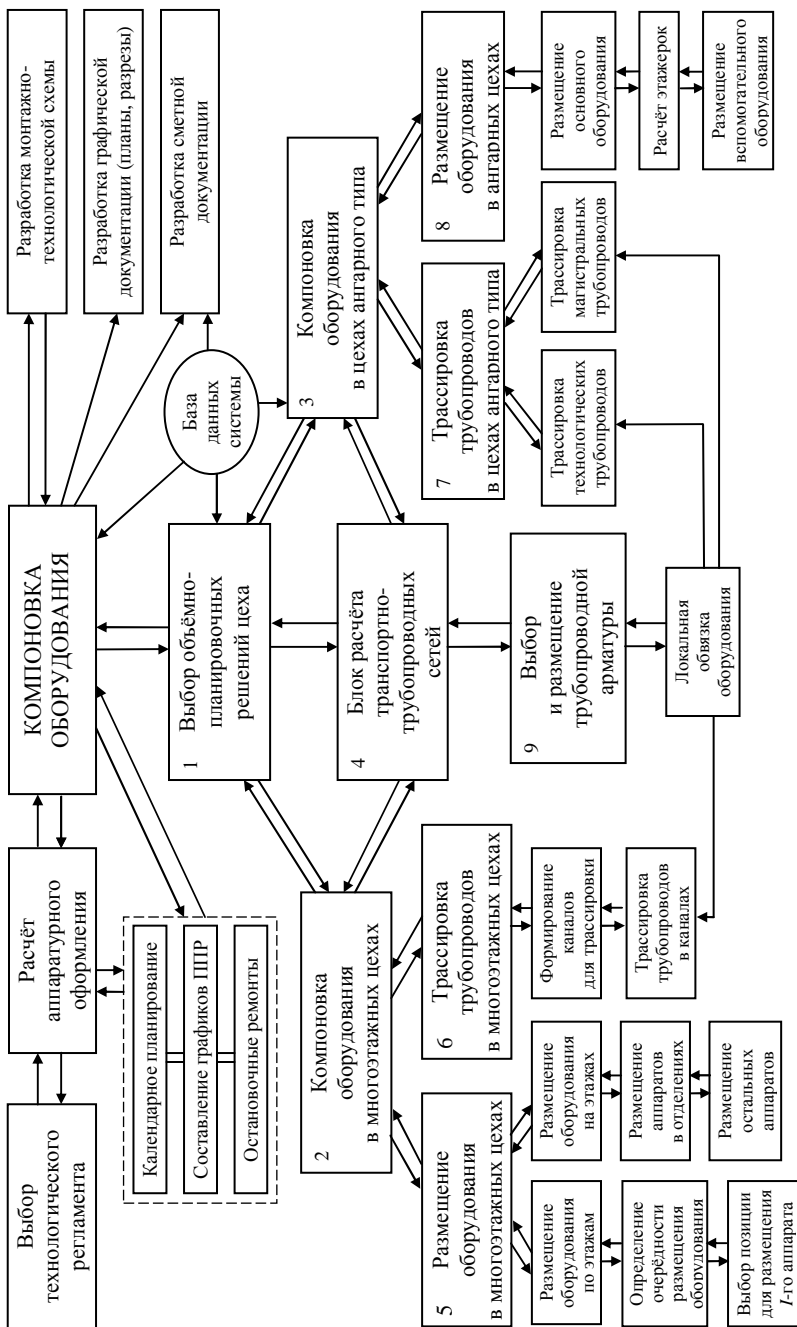 Выбор
технологического
регламента
Расчёт
аппаратурного
оформления
КОМПОНОВКА
ОБОРУДОВАНИЯ
Разработка монтажно-
технологической схемы
Разработка графической
документации (планы, разрезы)
Разработка сметной
документации
Календарное планирование
Составление графиков ППР
Остановочные ремонты
База
данных
системы
1
Выбор объёмно-
планировочных
решений цеха
2
Компоновка
оборудования
в многоэтажных цехах
3
Компоновка
оборудования
в цехах ангарного типа
4
Блок расчёта
транспортно-
трубопроводных
сетей
5
Размещение
оборудования
в многоэтажных цехах
6
Трассировка
трубопроводов
в многоэтажных цехах
9
Выбор
и размещение
трубопроводной
арматуры
7
Трассировка
трубопроводов
в цехах ангарного типа
8
Размещение
оборудования
в ангарных цехах
Размещение
оборудования
по этажам
Определение
очерёдности
размещения
оборудования
Выбор позиции
для размещения
I-го аппарата
Размещение
оборудования
на этажах
Размещение
аппаратов
в отделениях
Размещение
остальных
аппаратов
Формирование
каналов
для трассировки
Трассировка
трубопроводов
в каналах
Локальная
обвязка
оборудования
Трассировка
технологических
трубопроводов
Трассировка
магистральных
трубопроводов
Размещение
основного
оборудования
Расчёт этажерок
Размещение
вспомогательного
оборудования